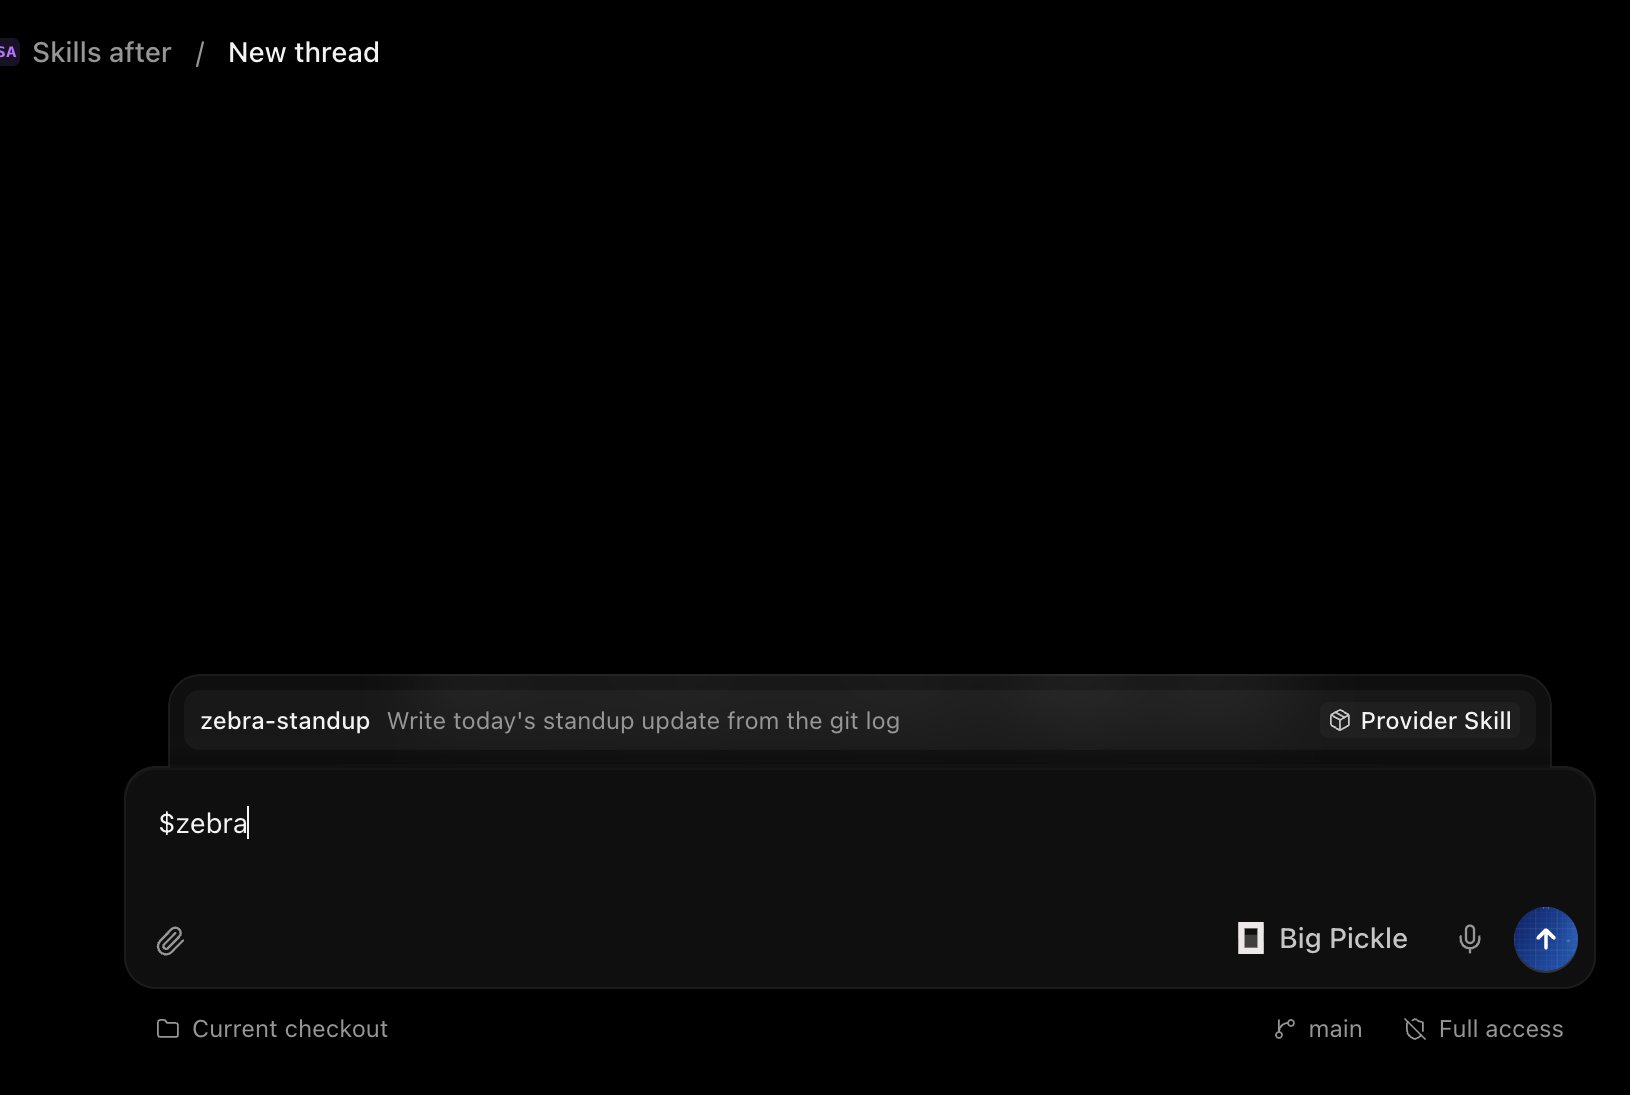 SA Skills after / New thread
zebra-standup Write today's standup update from the git log Provider Skill
$zebra
Big Pickle
Current checkout main Full access